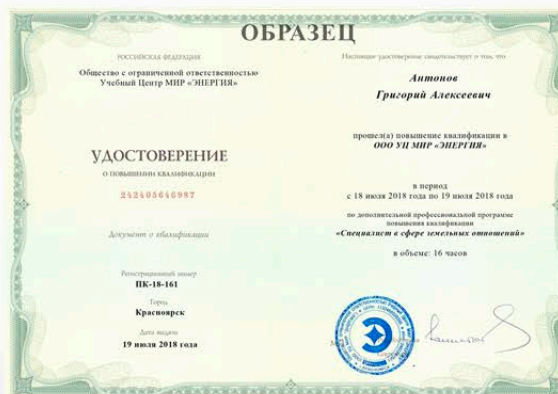 ОБРАЗЕЦ
РОССИЙСКАЯ ФЕДЕРАЦИЯ
Общество с ограниченной ответственностью
Учебный Центр МИР «ЭНЕРГИЯ»
УДОСТОВЕРЕНИЕ
О ПОВЫШЕНИИ КВАЛИФИКАЦИИ
242405646987
Документ о квалификации
Регистрационный номер
ПК-18-161
Город
Красноярск
Дата выдачи
19 июля 2018 года
Настоящее удостоверение свидетельствует о том, что
Антонов
Григорий Алексеевич
прошел(а) повышение квалификации в
ООО УЦ МИР «ЭНЕРГИЯ»
в период
с 18 июля 2018 года по 19 июля 2018 года
по дополнительной профессиональной программе
повышения квалификации
«Специалист в сфере земельных отношений»
в объеме: 16 часов